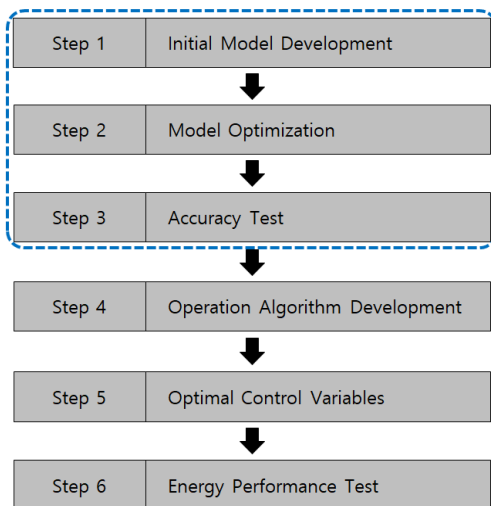 Step 1 Initial Model Development
Step 2 Model Optimization
Step 3 Accuracy Test
Step 4 Operation Algorithm Development
Step 5 Optimal Control Variables
Step 6 Energy Performance Test